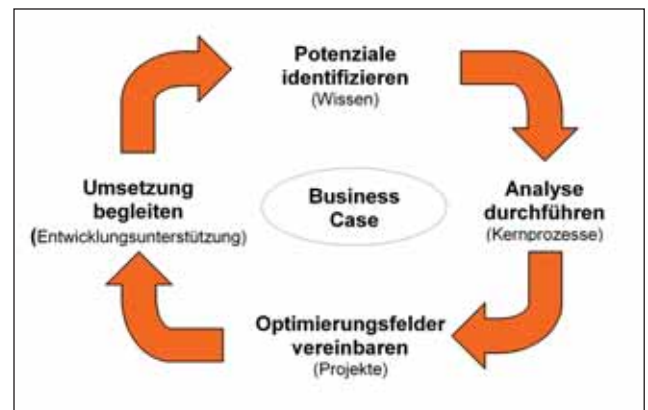 Potenziale
identifizieren
(Wissen)
Analyse
durchführen
(Kernprozesse)
Optimierungsfelder
vereinbaren
(Projekte)
Umsetzung
begleiten
(Entwicklungsunterstützung)
Business
Case